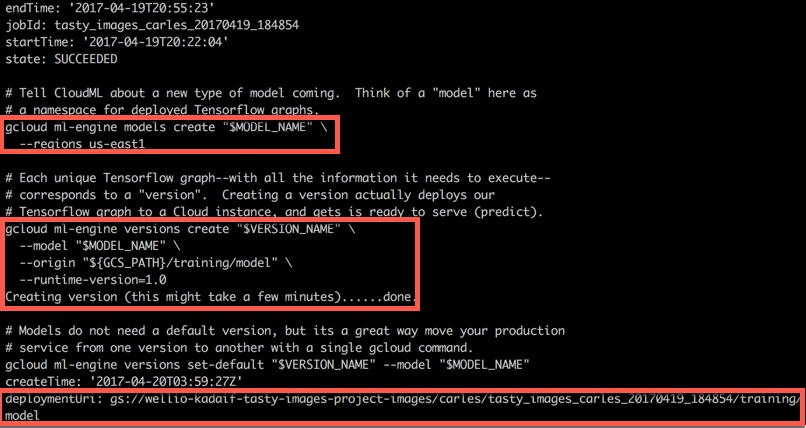 endTime: '2017-04-19T20:55:23'
jobId: tasty_images_carles_20170419_184854
startTime: '2017-04-19T20:22:04'
state: SUCCEEDED
# Tell CloudML about a new type of model coming.  Think of a "model" here as
# a namespace for deployed Tensorflow graphs.
gcloud ml-engine models create "$MODEL_NAME" \
  --regions us-east1
# Each unique Tensorflow graph--with all the information it needs to execute--
# corresponds to a "version".  Creating a version actually deploys our
# Tensorflow graph to a Cloud instance, and gets is ready to serve (predict).
gcloud ml-engine versions create "$VERSION_NAME" \
  --model "$MODEL_NAME" \
  --origin "${GCS_PATH}/training/model" \
  --runtime-version=1.0
Creating version (this might take a few minutes)......done.
# Models do not need a default version, but its a great way move your production
# service from one version to another with a single gcloud command.
gcloud ml-engine versions set-default "$VERSION_NAME" --model "$MODEL_NAME"
createTime: '2017-04-20T03:59:27Z'
deploymentUri: gs://wellio-kadaif-tasty-images-project-images/carles/tasty_images_carles_20170419_184854/training/
model